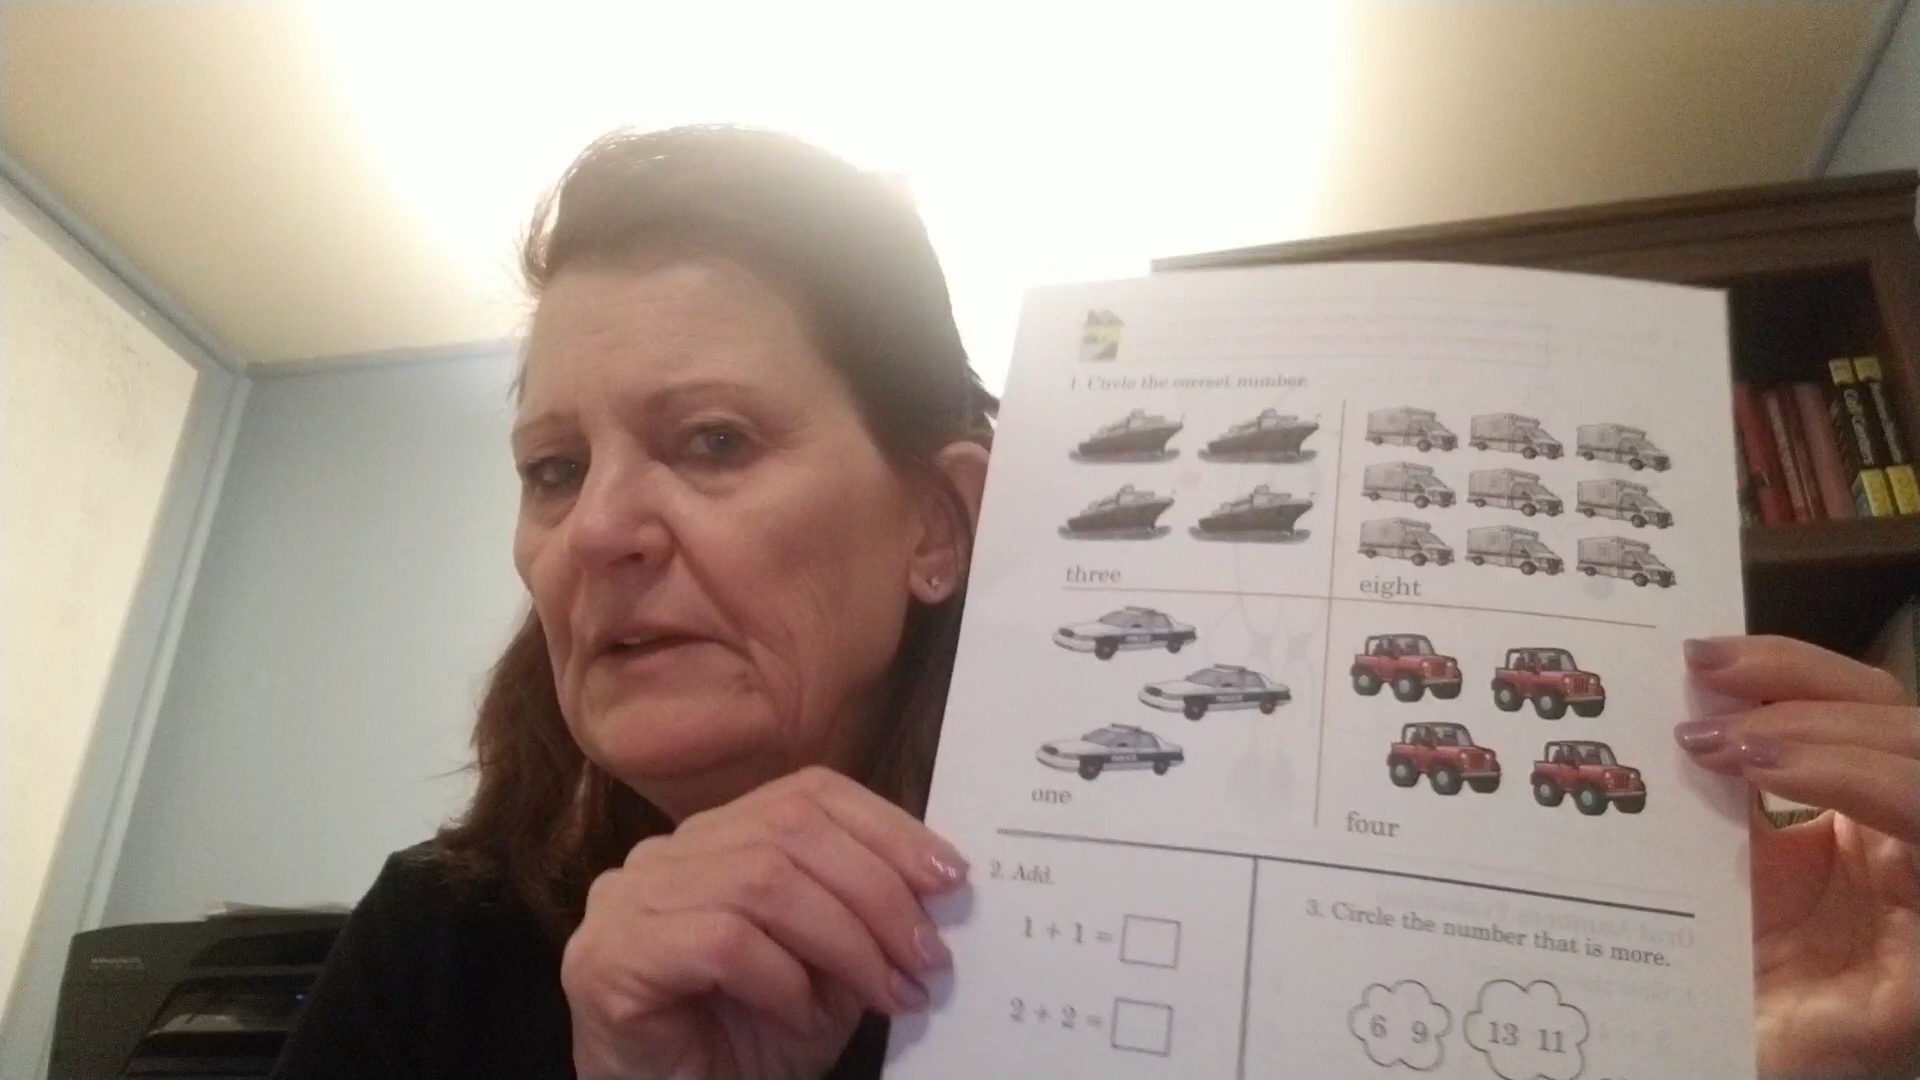 1. Circle the correct number.
three
eight
one
four
2. Add.
1 + 1 =
2 + 2 =
3. Circle the number that is more.
6 9
13 11